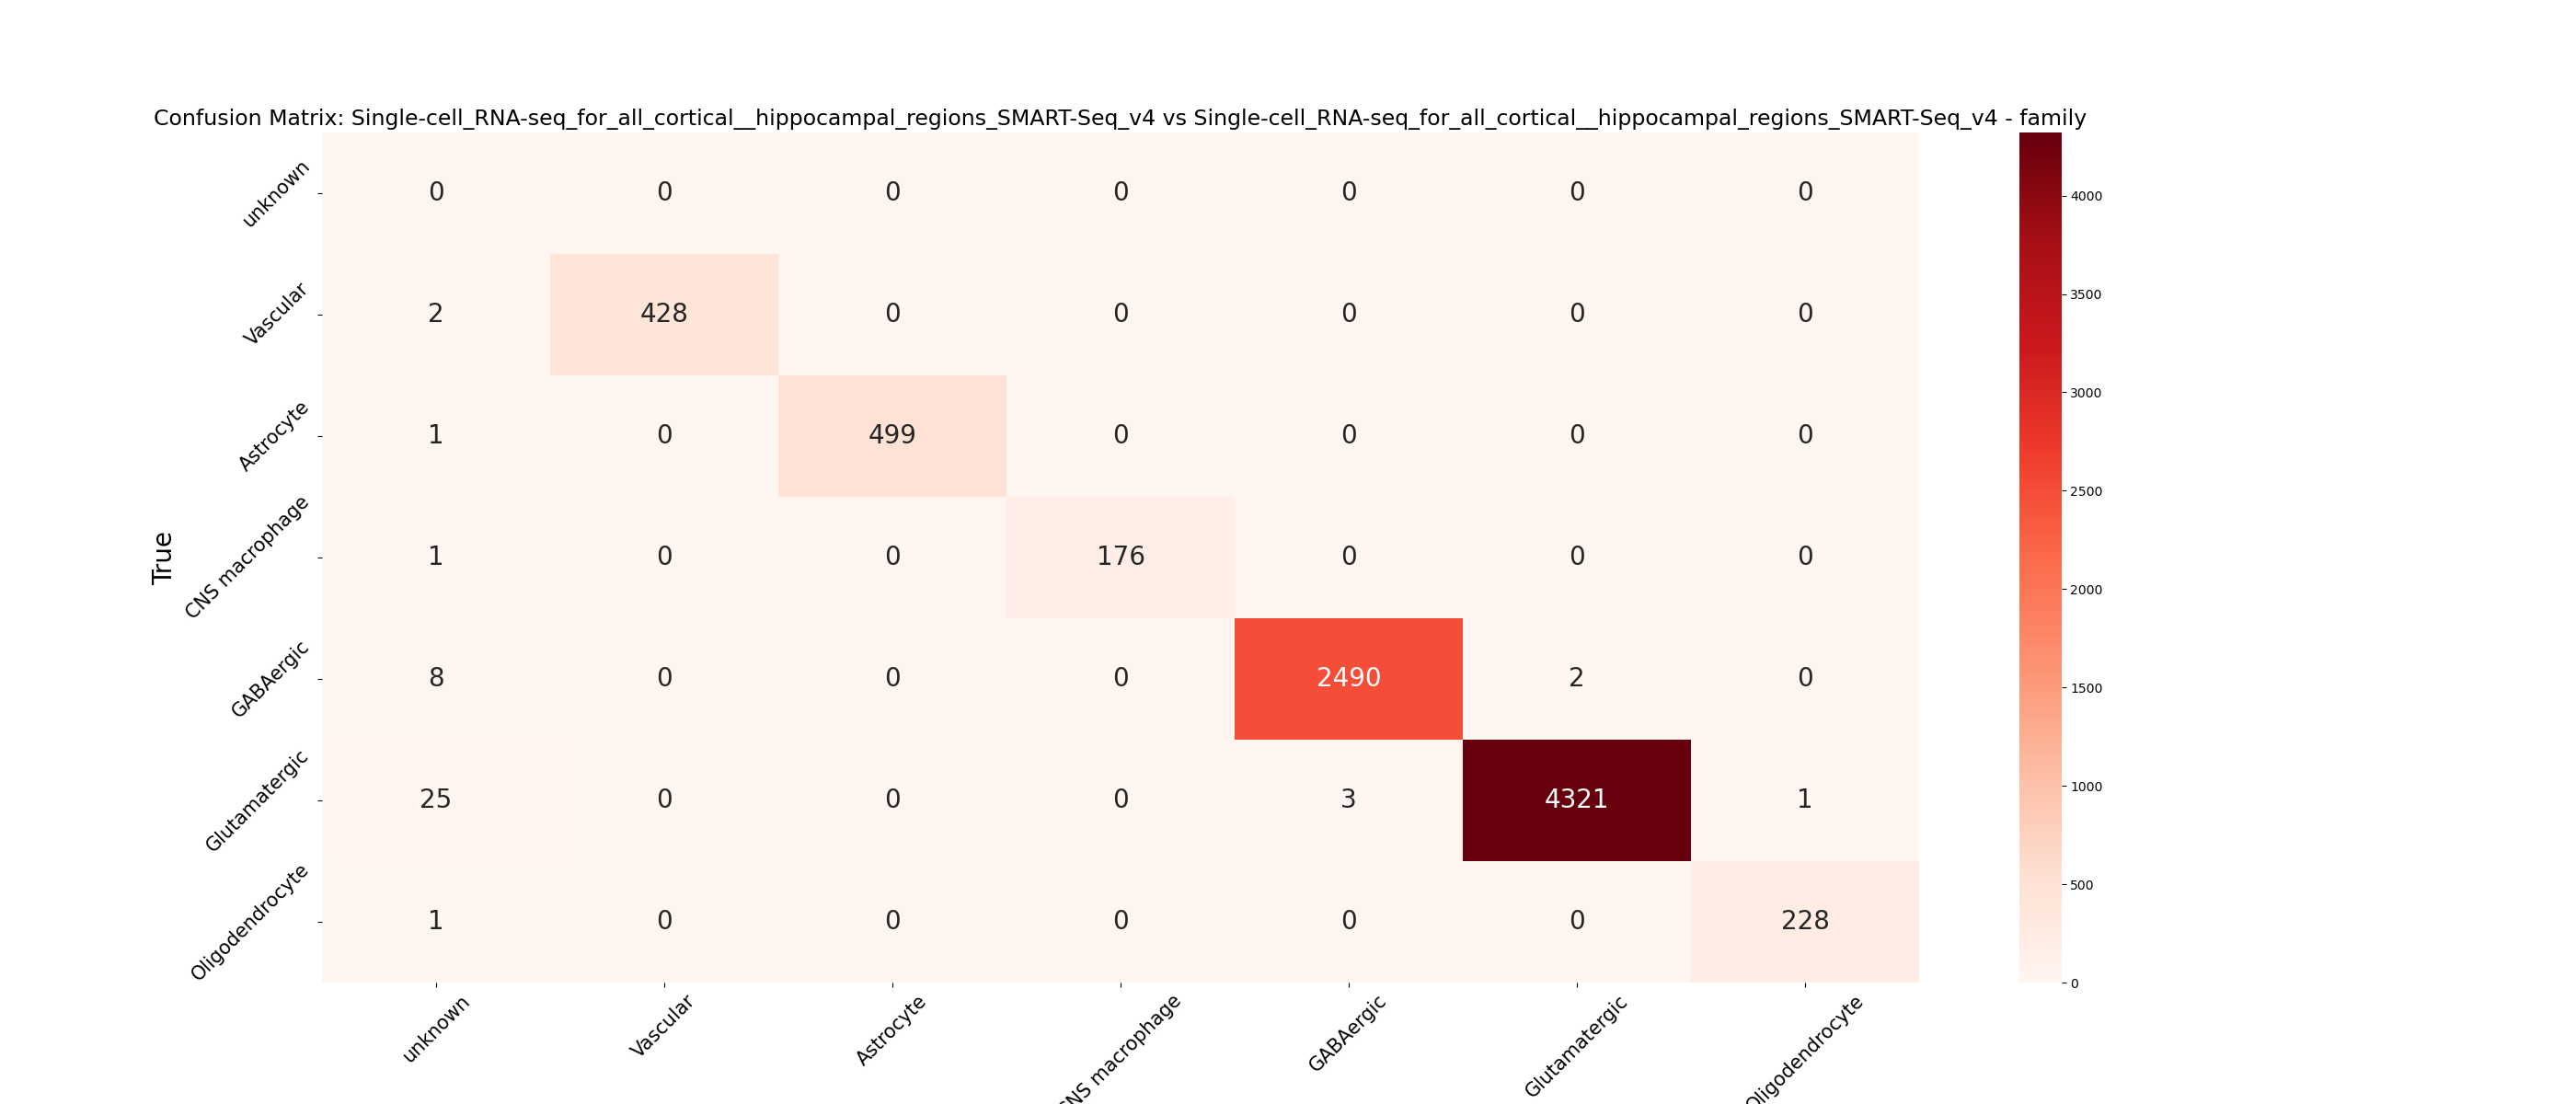 Confusion Matrix: Single-cell_RNA-seq_for_all_cortical__hippocampal_regions_SMART-Seq_v4 vs Single-cell_RNA-seq_for_all_cortical__hippocampal_regions_SMART-Seq_v4 - family
True
unknown 0 0 0 0 0 0 0
Vascular 2 428 0 0 0 0 0
Astrocyte 1 0 499 0 0 0 0
CNS macrophage 1 0 0 176 0 0 0
GABAergic 8 0 0 0 2490 2 0
Glutamatergic 25 0 0 0 3 4321 1
Oligodendrocyte 1 0 0 0 0 0 228
unknown Vascular Astrocyte CNS macrophage GABAergic Glutamatergic Oligodendrocyte
4000
3500
3000
2500
2000
1500
1000
500
0